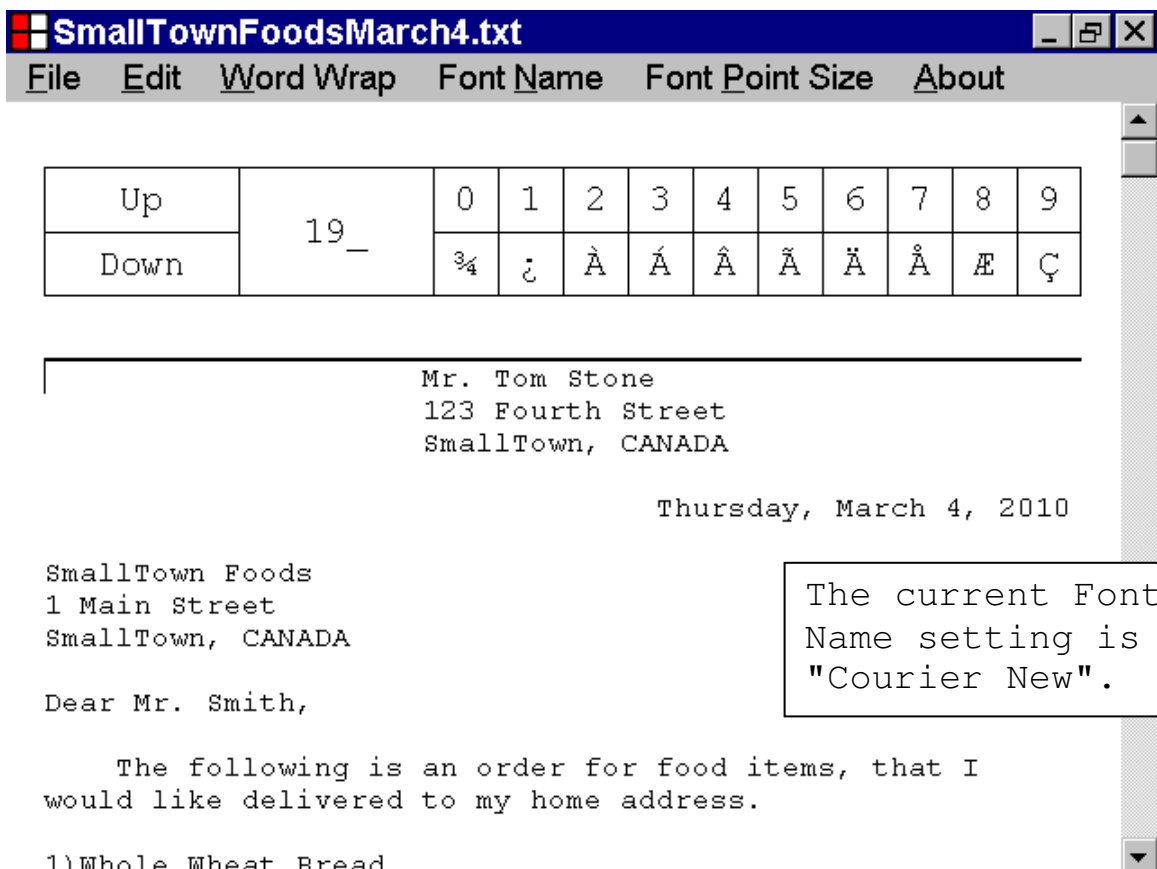 SmallTownFoodsMarch4.txt
File Edit Word Wrap Font Name Font Point Size About
Up 19_ 0 1 2 3 4 5 6 7 8 9
Down ¾ ¿ À Á Â Ã Ä Å Æ Ç
Mr. Tom Stone
123 Fourth Street
SmallTown, CANADA
Thursday, March 4, 2010
SmallTown Foods
1 Main Street
SmallTown, CANADA
The current Font
Name setting is
"Courier New".
Dear Mr. Smith,
The following is an order for food items, that I
would like delivered to my home address.
1)Whole Wheat Bread